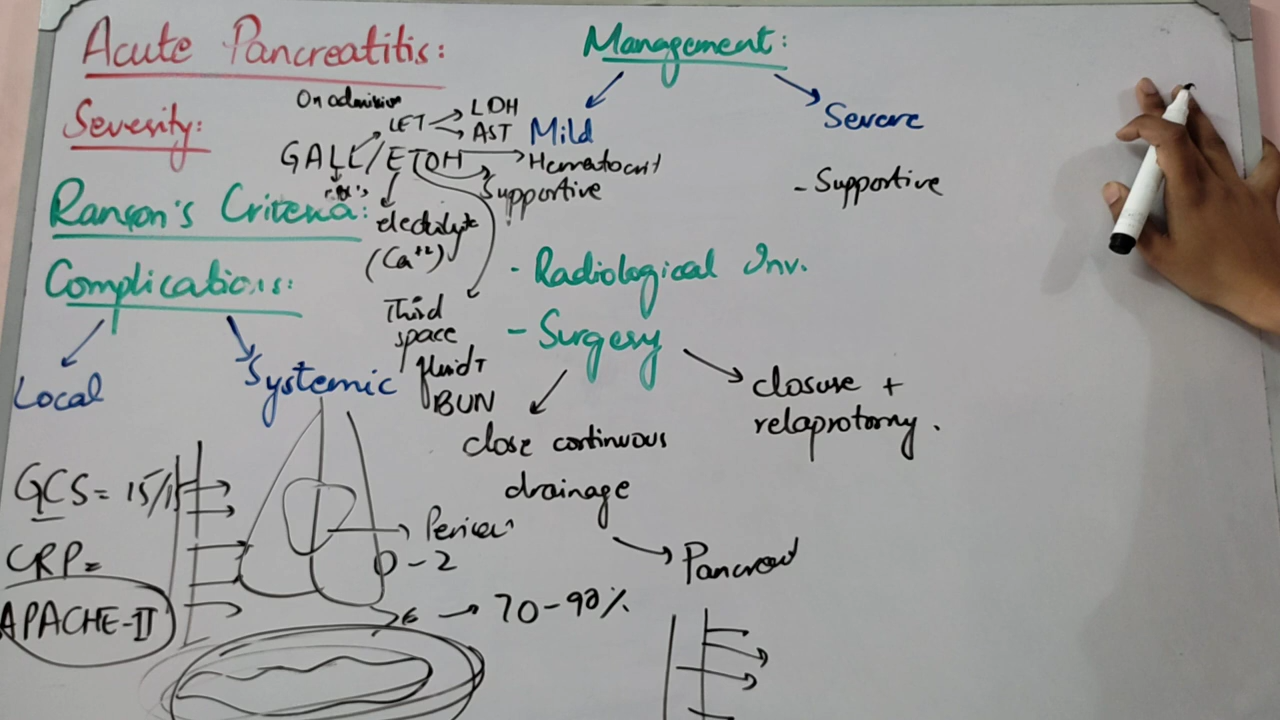 Acute Pancreatitis:
Severity:
On admission
LFT
LDH
AST
GALL/ETOH
Hematocrit
electrolyte
(Ca++)
Third
space
fluid
BUN
Ranson's Criteria:
Complications:
Local
Systemic
GCS = 15/15
CRP =
APACHE-II
0-2
>6 → 70-90%
Management:
Mild
Supportive
Severe
- Supportive
- Radiological Inv.
- Surgery
close continuous
drainage
closure +
relaprotomy.